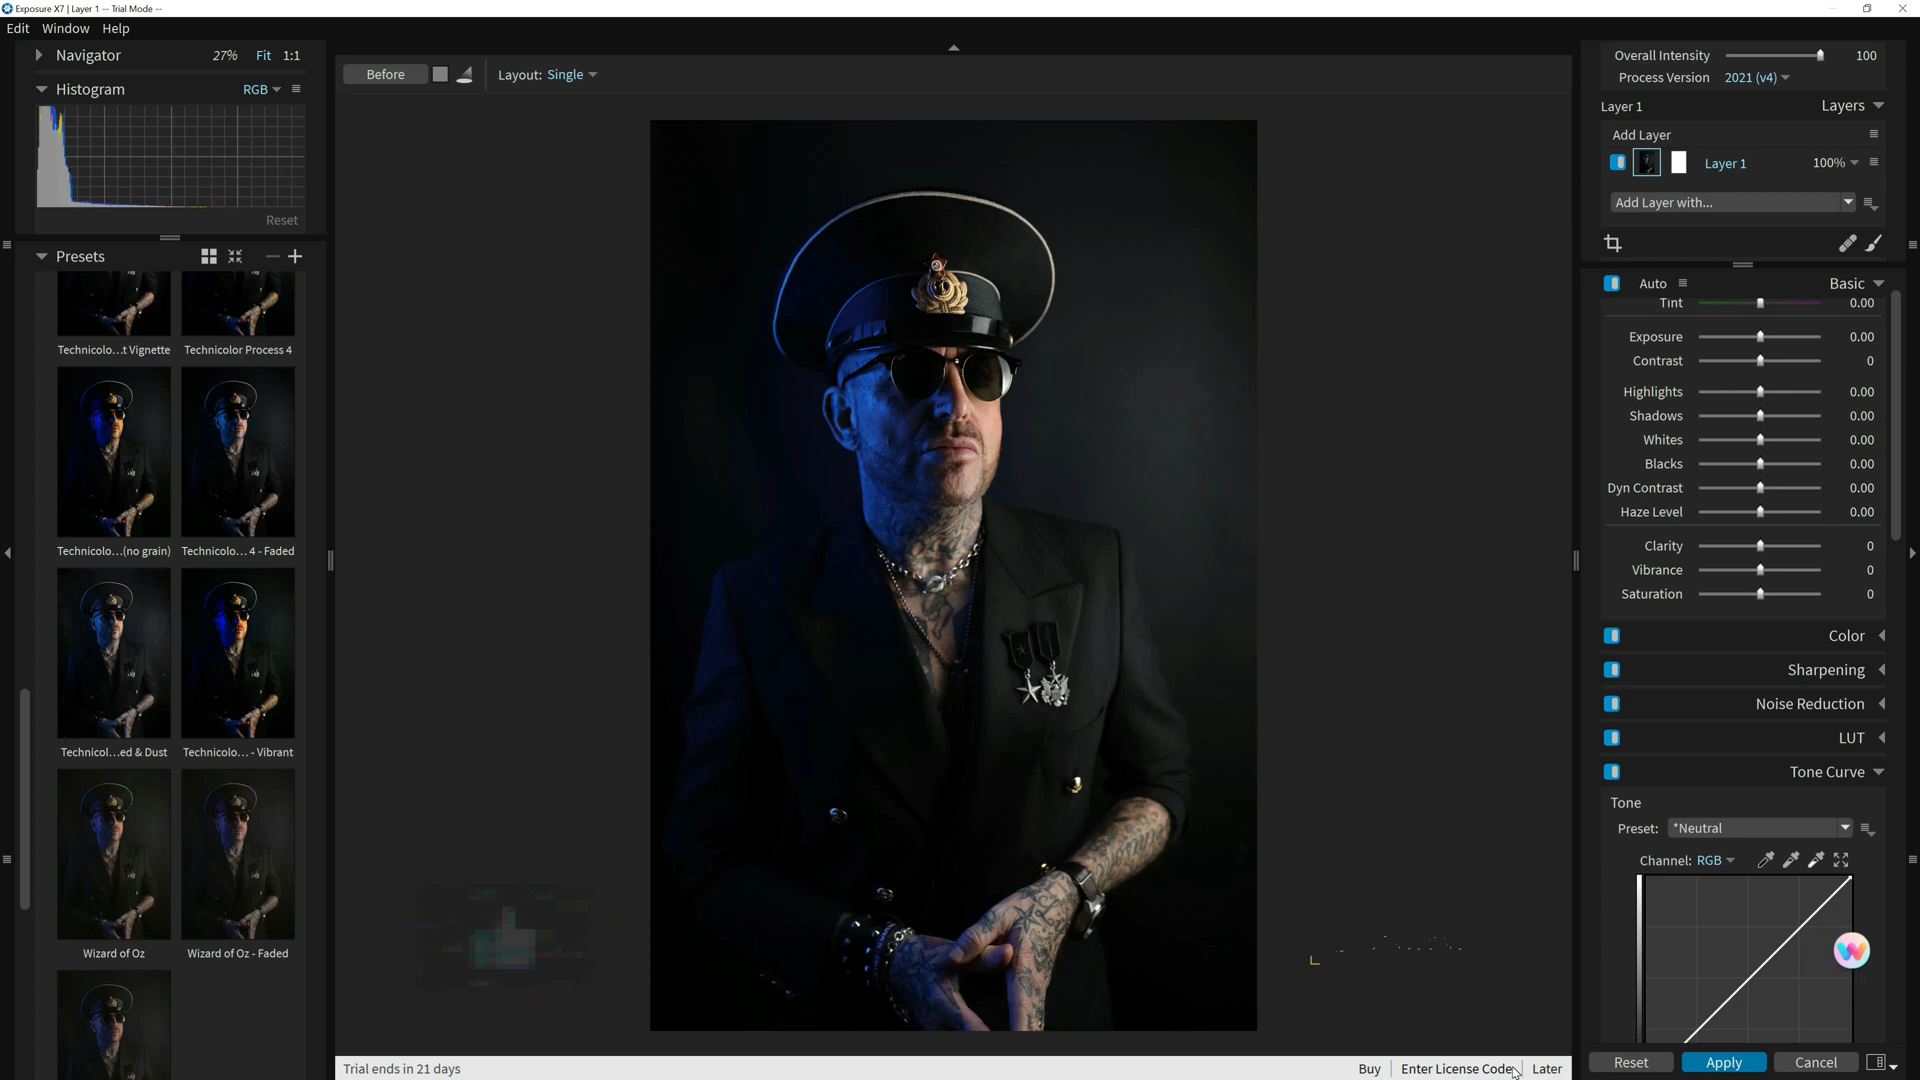 Exposure X7 | Layer 1 -- Trial Mode --
Edit Window Help
Navigator 27% Fit 1:1
Histogram RGB
Reset
Presets
Technicolo...t Vignette Technicolor Process 4
Technicolo...(no grain) Technicolo... 4 - Faded
Technicol...ed & Dust Technicolo... - Vibrant
Wizard of Oz Wizard of Oz - Faded
Before Layout: Single
Trial ends in 21 days Buy Enter License Code Later
Overall Intensity 100
Process Version 2021 (v4)
Layer 1 Layers
Add Layer
Layer 1 100%
Add Layer with...
Auto Basic
Tint 0.00
Exposure 0.00
Contrast 0
Highlights 0.00
Shadows 0.00
Whites 0.00
Blacks 0.00
Dyn Contrast 0.00
Haze Level 0.00
Clarity 0
Vibrance 0
Saturation 0
Color
Sharpening
Noise Reduction
LUT
Tone Curve
Tone
Preset: *Neutral
Channel: RGB
Reset Apply Cancel